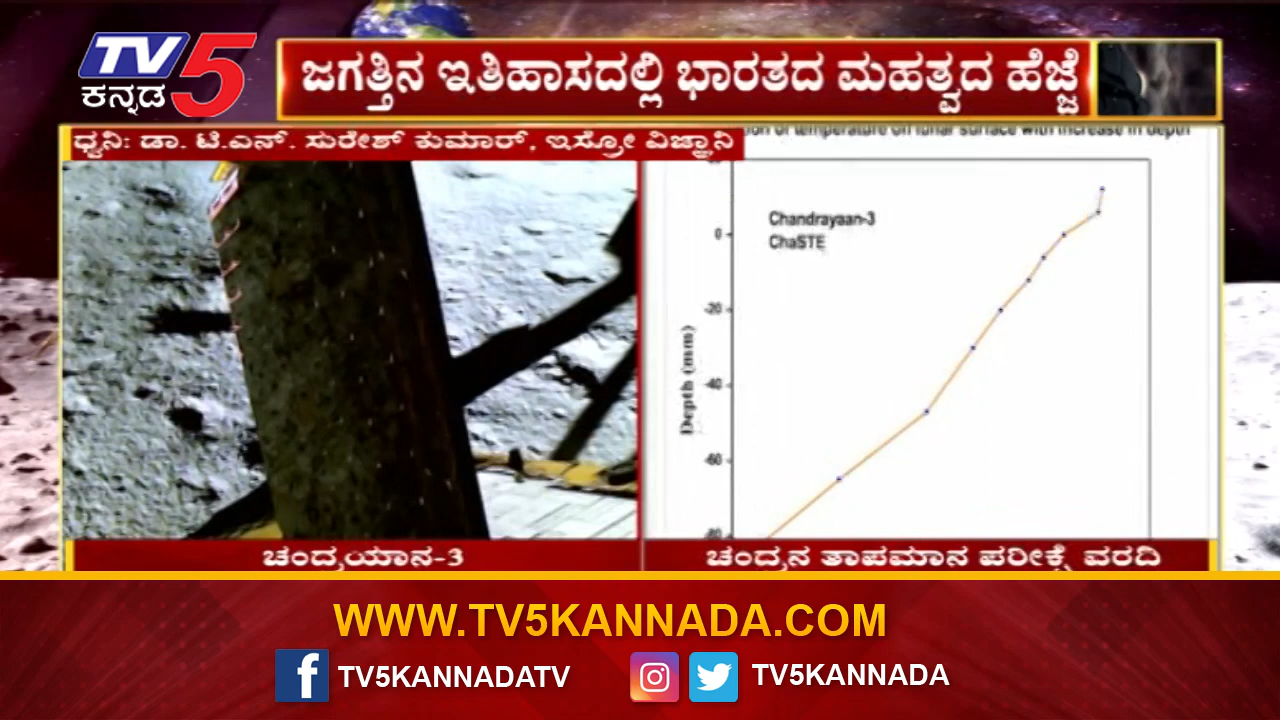 TV5
ಕನ್ನಡ
ಜಗತ್ತಿನ ಇತಿಹಾಸದಲ್ಲಿ ಭಾರತದ ಮಹತ್ವದ ಹೆಜ್ಜೆ
ಧ್ವನಿ: ಡಾ. ಟಿ.ಎನ್. ಸುರೇಶ್ ಕುಮಾರ್, ಇಸ್ರೋ ವಿಜ್ಞಾನಿ
of temperature on lunar surface with increase in depth
Chandrayaan-3
ChaSTE
0
-20
-40
-60
-80
Depth (mm)
ಚಂದ್ರಯಾನ-3
ಚಂದ್ರನ ತಾಪಮಾನ ಪರೀಕ್ಷೆ ವರದಿ
WWW.TV5KANNADA.COM
TV5KANNADATV
TV5KANNADA